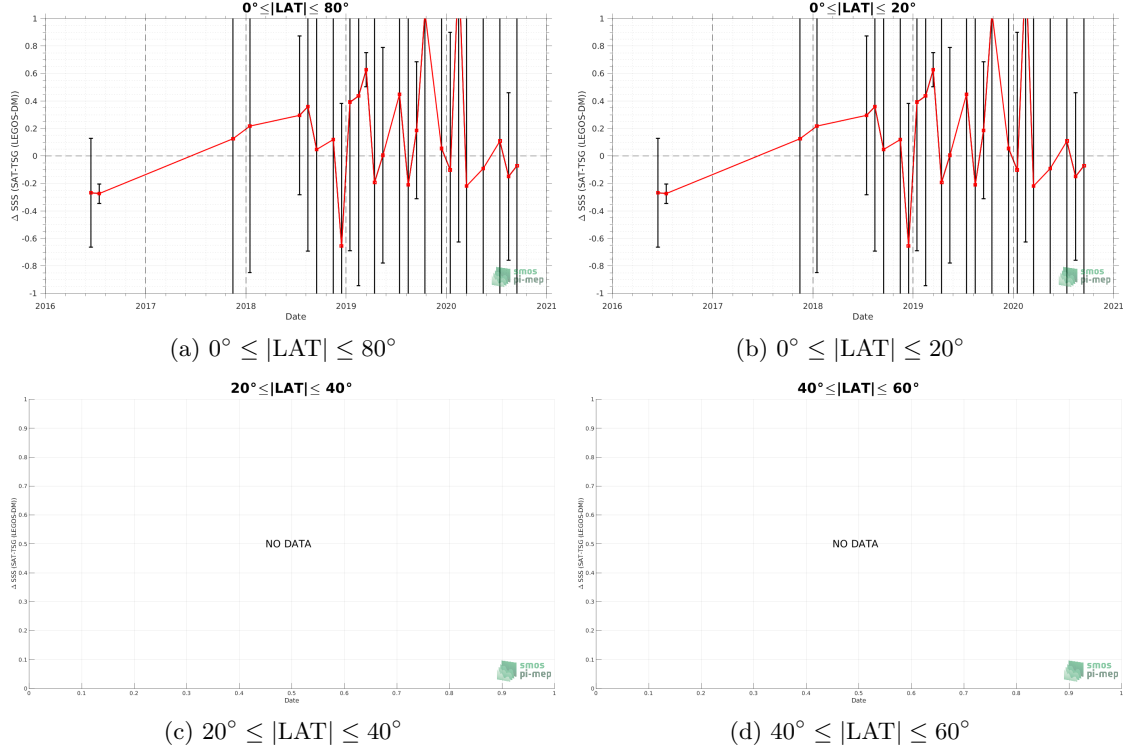 0°≤|LAT|≤ 80°
1
0.8
0.6
0.4
0.2
0
-0.2
-0.4
-0.6
-0.8
-1
Δ SSS (SAT-TSG (LEGOS-DM))
2016 2017 2018 2019 2020 2021
Date
smos
pi-mep
(a) 0° ≤ |LAT| ≤ 80°
0°≤|LAT|≤ 20°
1
0.8
0.6
0.4
0.2
0
-0.2
-0.4
-0.6
-0.8
-1
Δ SSS (SAT-TSG (LEGOS-DM))
2016 2017 2018 2019 2020 2021
Date
smos
pi-mep
(b) 0° ≤ |LAT| ≤ 20°
20°≤|LAT|≤ 40°
1
0.9
0.8
0.7
0.6
0.5
0.4
0.3
0.2
0.1
0
Δ SSS (SAT-TSG (LEGOS-DM))
NO DATA
0 0.1 0.2 0.3 0.4 0.5 0.6 0.7 0.8 0.9 1
Date
smos
pi-mep
(c) 20° ≤ |LAT| ≤ 40°
40°≤|LAT|≤ 60°
1
0.9
0.8
0.7
0.6
0.5
0.4
0.3
0.2
0.1
0
Δ SSS (SAT-TSG (LEGOS-DM))
NO DATA
0 0.1 0.2 0.3 0.4 0.5 0.6 0.7 0.8 0.9 1
Date
smos
pi-mep
(d) 40° ≤ |LAT| ≤ 60°